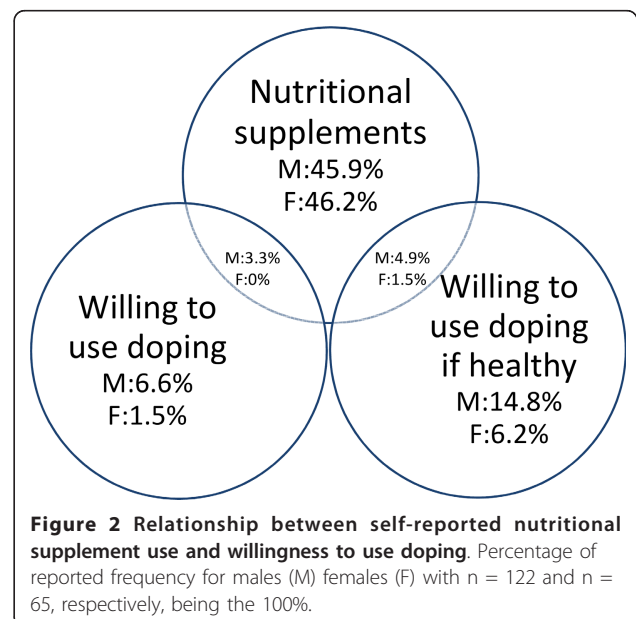 Nutritional
supplements
M:45.9%
F:46.2%
M:3.3%
F:0%
M:4.9%
F:1.5%
Willing to
use doping
M:6.6%
F:1.5%
Willing to
use doping
if healthy
M:14.8%
F:6.2%
Figure 2 Relationship between self-reported nutritional
supplement use and willingness to use doping. Percentage of
reported frequency for males (M) females (F) with n = 122 and n =
65, respectively, being the 100%.